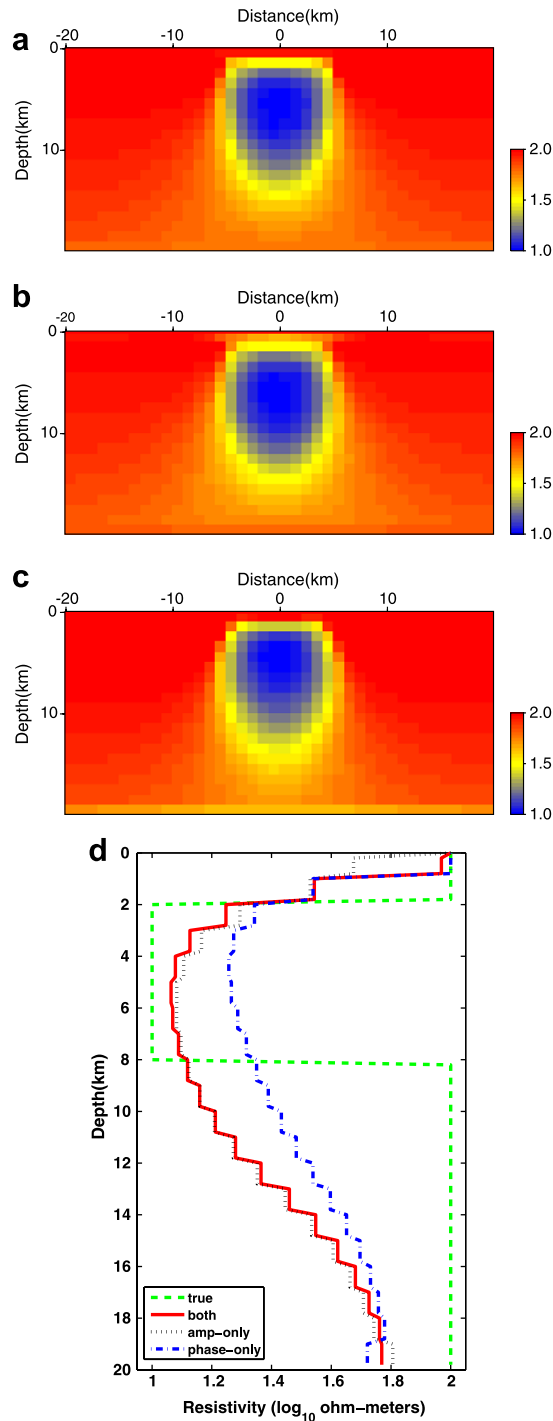 a
Distance(km)
-20 -10 0 10
0
10
Depth(km)
2.0
1.5
1.0
b
Distance(km)
-20 -10 0 10
0
10
Depth(km)
2.0
1.5
1.0
c
Distance(km)
-20 -10 0 10
0
10
Depth(km)
2.0
1.5
1.0
d
0
2
4
6
8
10
12
14
16
18
20
Depth(km)
true
both
amp-only
phase-only
1 1.2 1.4 1.6 1.8 2
Resistivity (log10 ohm-meters)